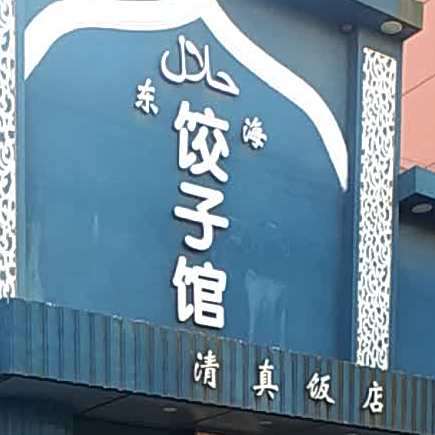 حلال
东海
饺子馆
清真饭店